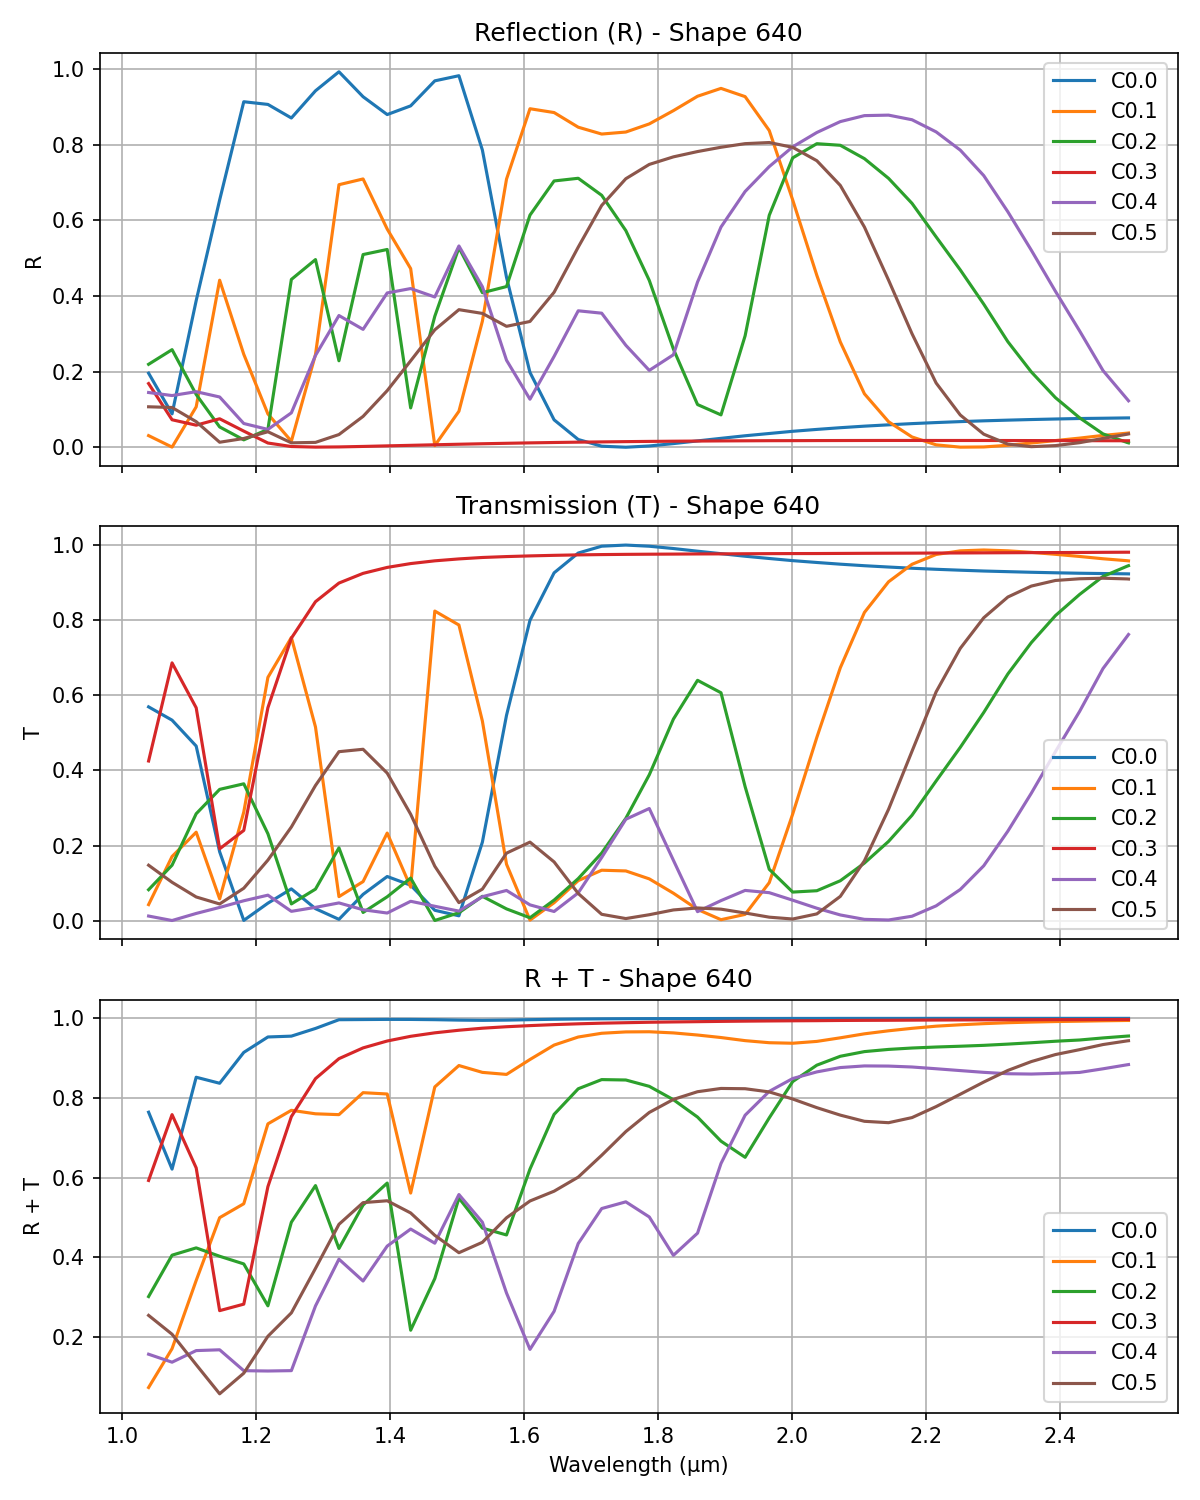 Reflection (R) - Shape 640
1.0
0.8
0.6
0.4
0.2
0.0
R
C0.0
C0.1
C0.2
C0.3
C0.4
C0.5
Transmission (T) - Shape 640
1.0
0.8
0.6
0.4
0.2
0.0
T
C0.0
C0.1
C0.2
C0.3
C0.4
C0.5
R + T - Shape 640
1.0
0.8
0.6
0.4
0.2
R + T
C0.0
C0.1
C0.2
C0.3
C0.4
C0.5
1.0 1.2 1.4 1.6 1.8 2.0 2.2 2.4
Wavelength (μm)